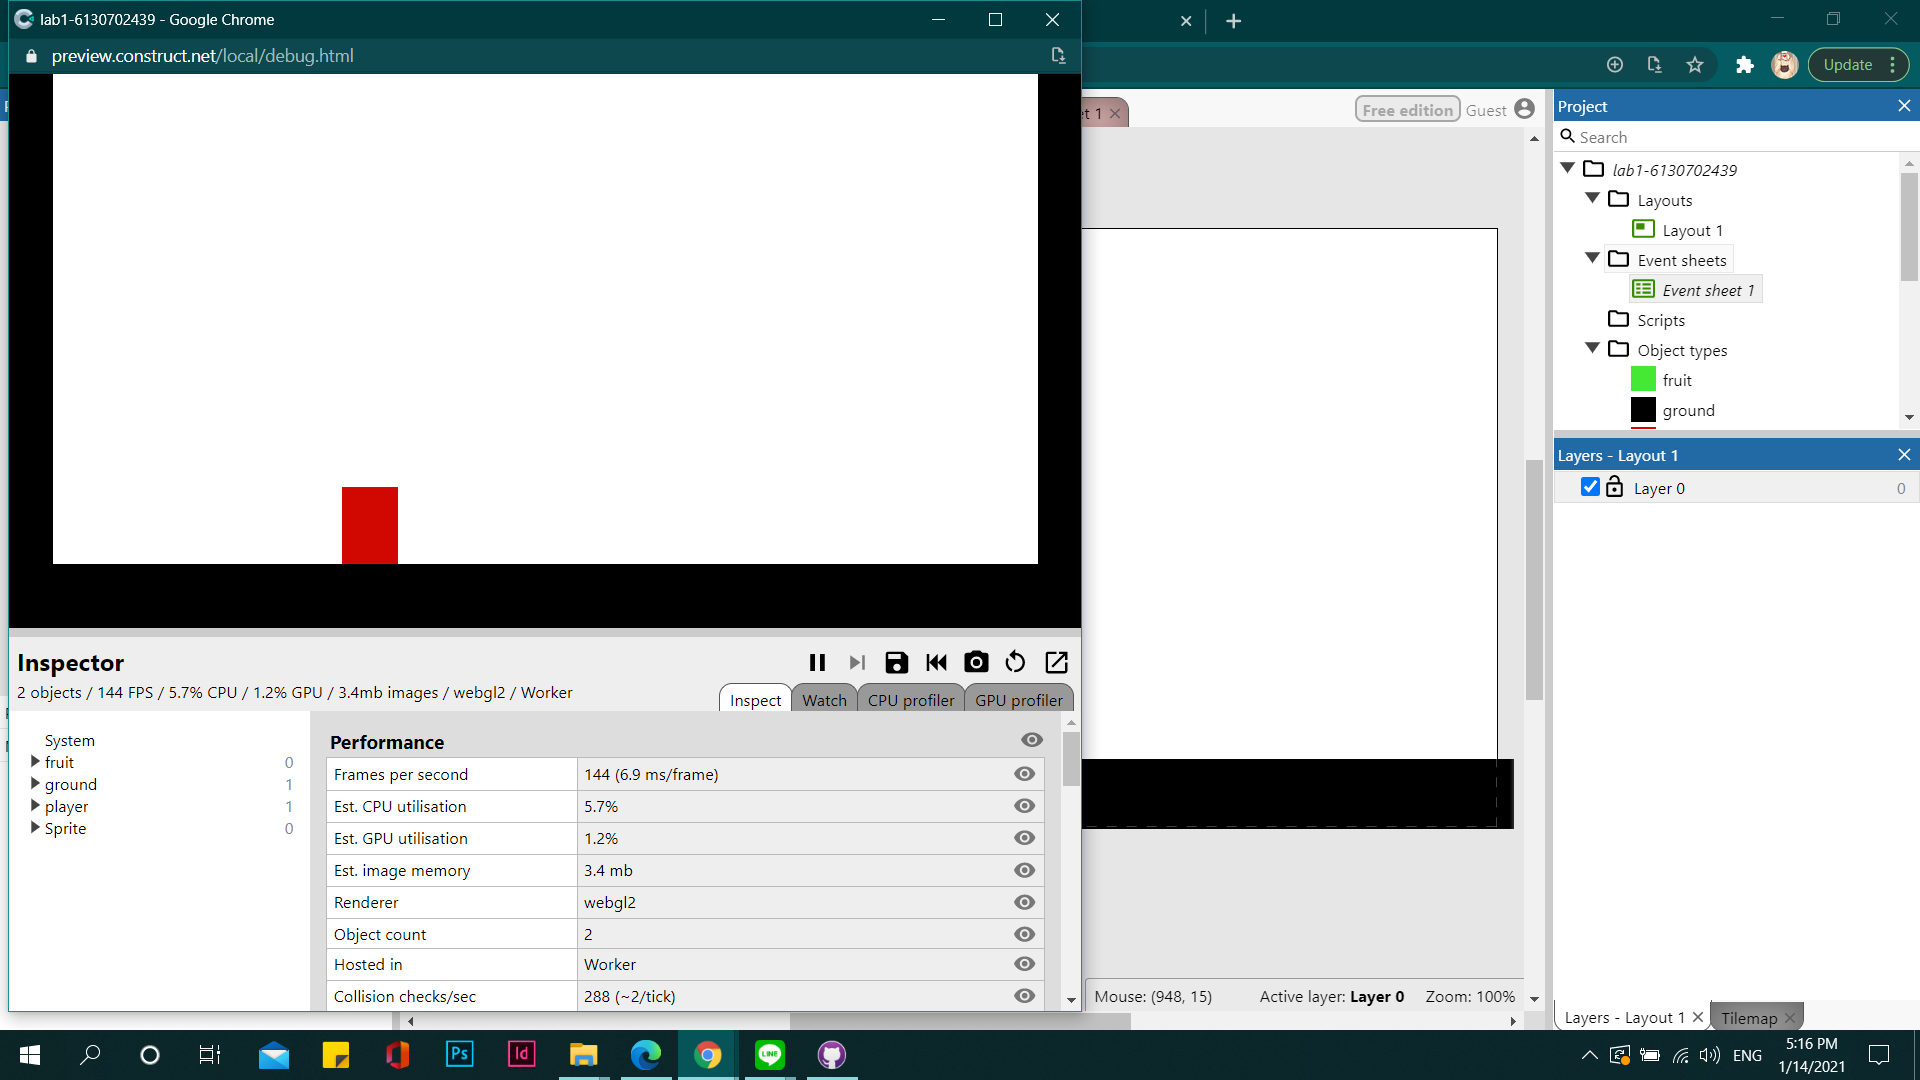 lab1-6130702439 - Google Chrome
preview.construct.net/local/debug.html
Update
et 1
Free edition Guest
Project
Search
lab1-6130702439
Layouts
Layout 1
Event sheets
Event sheet 1
Scripts
Object types
fruit
ground
Layers - Layout 1
Layer 0 0
Inspector
2 objects / 144 FPS / 5.7% CPU / 1.2% GPU / 3.4mb images / webgl2 / Worker
Inspect Watch CPU profiler GPU profiler
System
fruit 0
ground 1
player 1
Sprite 0
Performance
Frames per second 144 (6.9 ms/frame)
Est. CPU utilisation 5.7%
Est. GPU utilisation 1.2%
Est. image memory 3.4 mb
Renderer webgl2
Object count 2
Hosted in Worker
Collision checks/sec 288 (~2/tick)
Mouse: (948, 15) Active layer: Layer 0 Zoom: 100%
Layers - Layout 1 Tilemap
Ps Id LINE
ENG
5:16 PM
1/14/2021